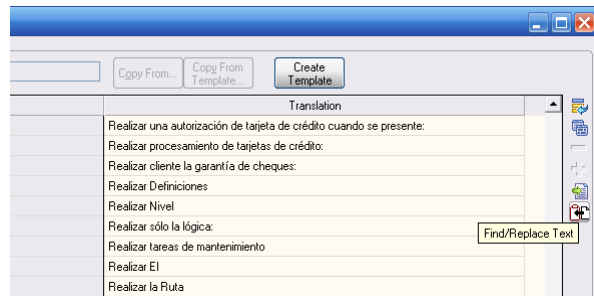 Copy From...
Copy From
Template...
Create
Template
Translation
Realizar una autorización de tarjeta de crédito cuando se presente:
Realizar procesamiento de tarjetas de crédito:
Realizar cliente la garantía de cheques:
Realizar Definiciones
Realizar Nivel
Realizar sólo la lógica:
Find/Replace Text
Realizar tareas de mantenimiento
Realizar El
Realizar la Ruta